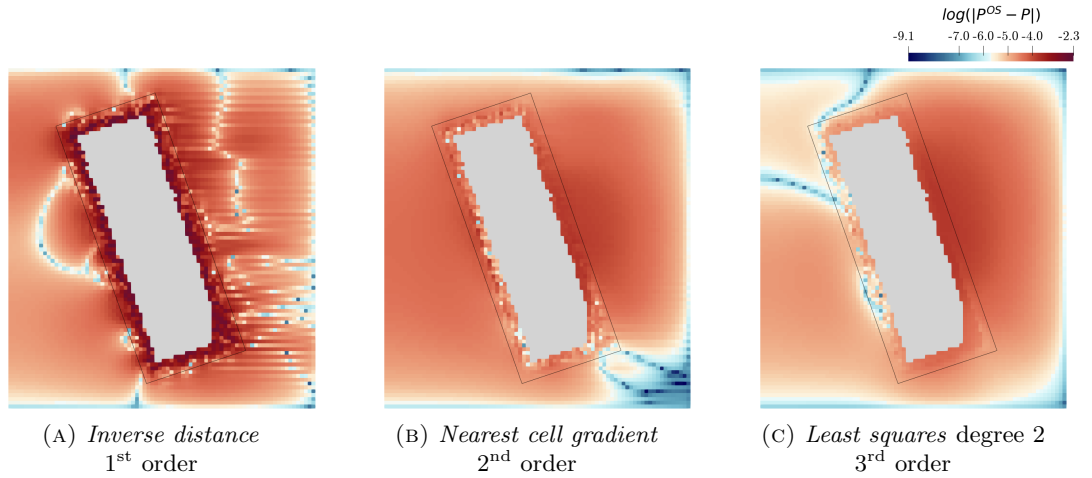 log(|P^OS − P|)
-9.1 -7.0 -6.0 -5.0 -4.0 -2.3
(A) Inverse distance
1st order
(B) Nearest cell gradient
2nd order
(C) Least squares degree 2
3rd order